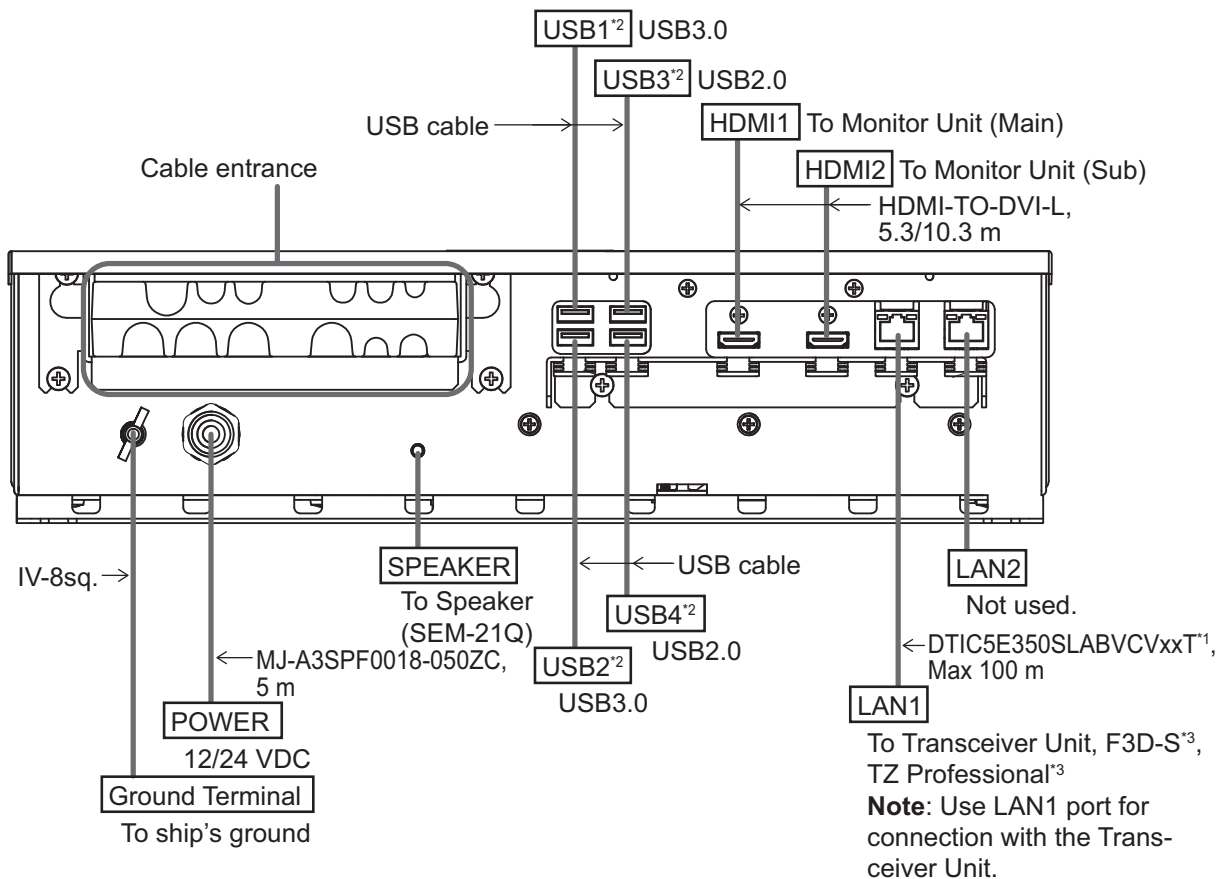 USB1*2 USB3.0
USB3*2 USB2.0
USB cable
HDMI1 To Monitor Unit (Main)
Cable entrance
HDMI2 To Monitor Unit (Sub)
HDMI-TO-DVI-L,
5.3/10.3 m
IV-8sq.
SPEAKER
To Speaker
(SEM-21Q)
USB cable
LAN2
Not used.
USB4*2
USB2.0
MJ-A3SPF0018-050ZC,
5 m
USB2*2
USB3.0
DTIC5E350SLABVCVxxT*1,
Max 100 m
POWER
12/24 VDC
LAN1
To Transceiver Unit, F3D-S*3,
TZ Professional*3
Note: Use LAN1 port for
connection with the Trans-
ceiver Unit.
Ground Terminal
To ship's ground